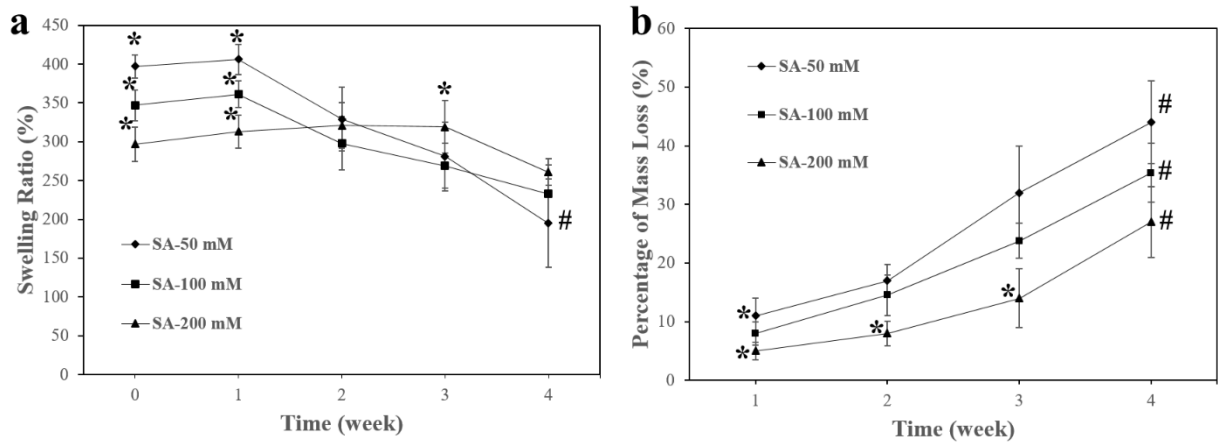 a
Swelling Ratio (%)
450
400
350
300
250
200
150
100
50
0
*
*
*
*
*
*
*
#
SA-50 mM
SA-100 mM
SA-200 mM
0 1 2 3 4
Time (week)
b
Percentage of Mass Loss (%)
60
50
40
30
20
10
0
SA-50 mM
SA-100 mM
SA-200 mM
#
#
#
*
*
*
*
1 2 3 4
Time (week)